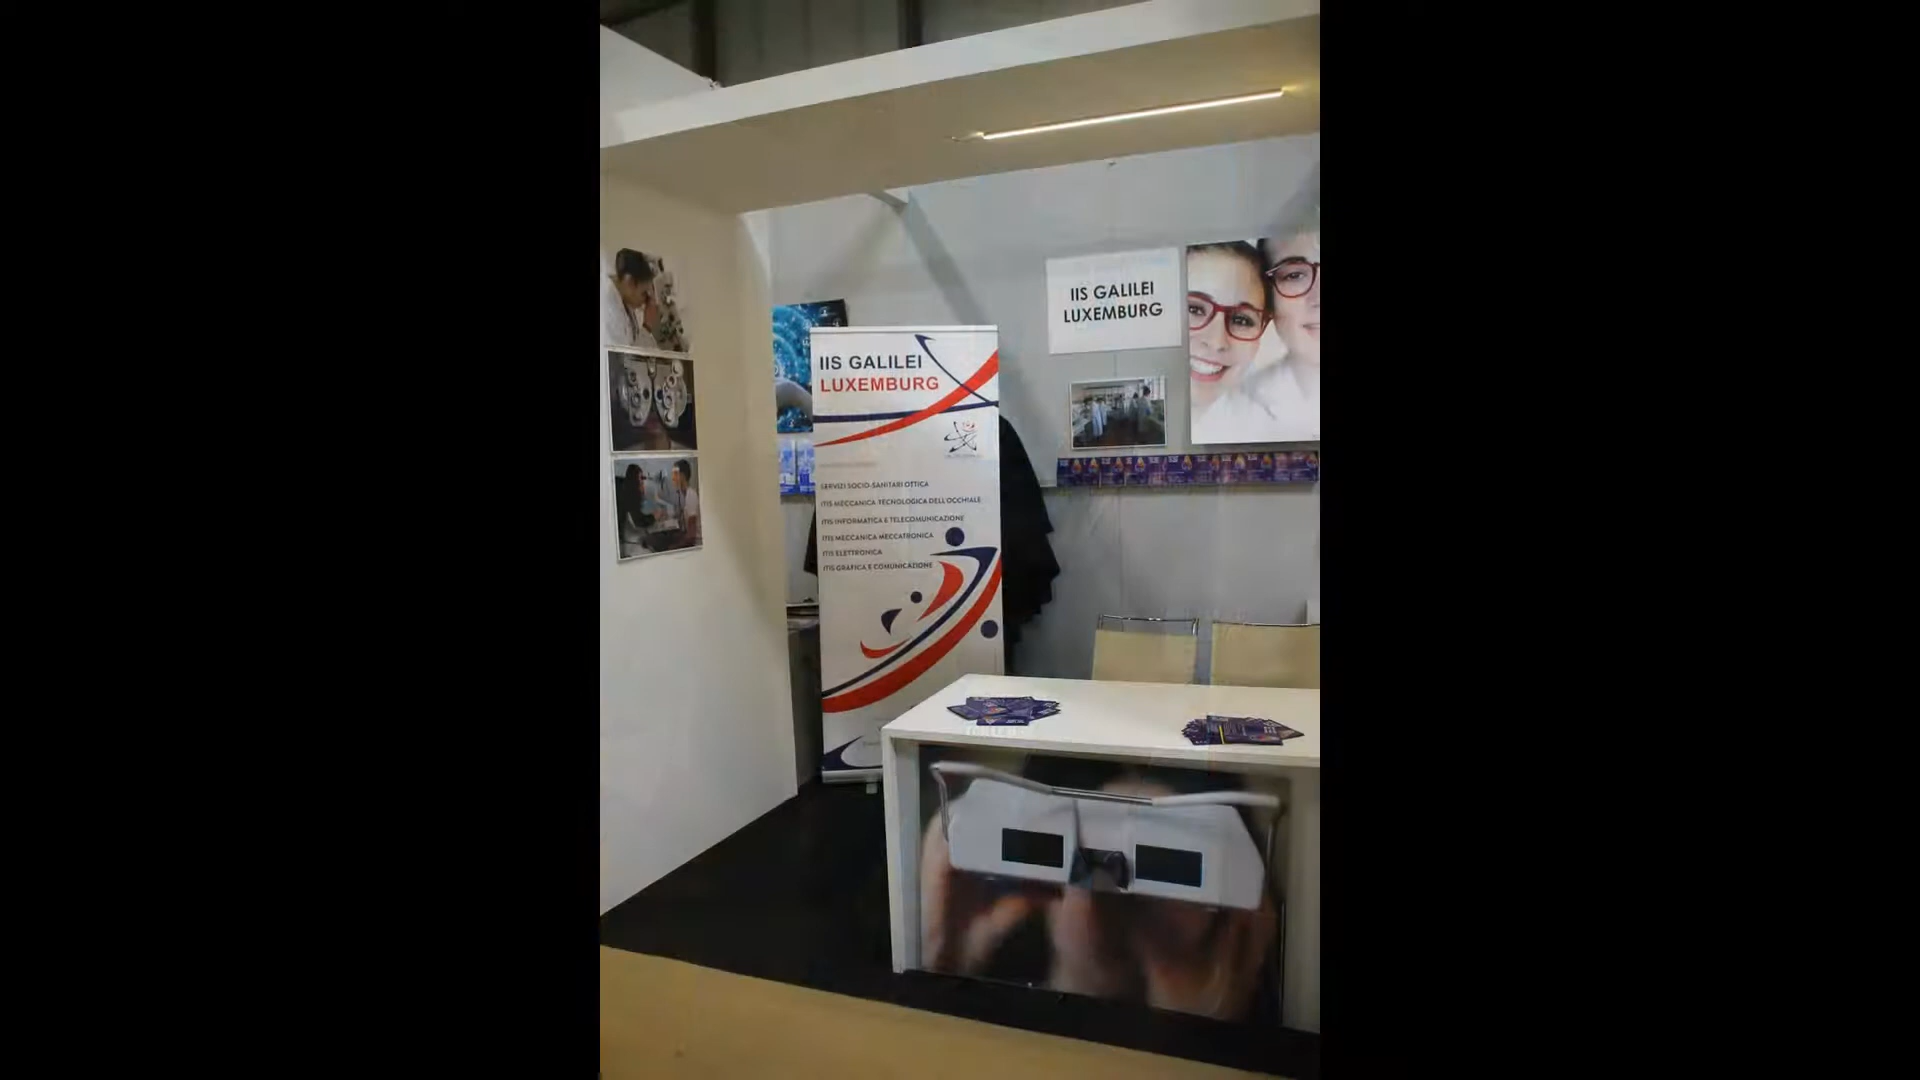 IIS GALILEI
LUXEMBURG
SERVIZI SOCIO-SANITARI OTTICA
ITIS MECCANICA-TECNOLOGICA DELL'OCCHIALE
ITIS INFORMATICA E TELECOMUNICAZIONE
ITIS MECCANICA MECCATRONICA
ITIS ELETTRONICA
ITIS GRAFICA E COMUNICAZIONE
IIS GALILEI
LUXEMBURG